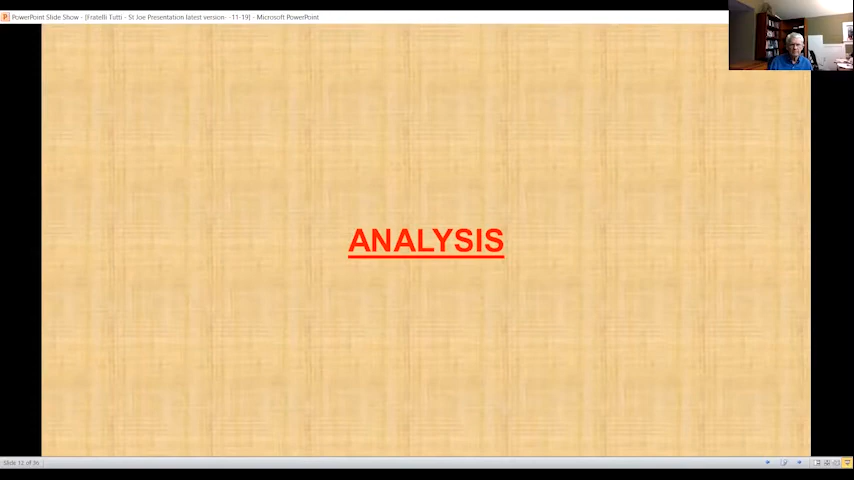 PowerPoint Slide Show - [Fratelli Tutti - St Joe Presentation latest version- -11-19] - Microsoft PowerPoint
ANALYSIS
Slide 12 of 36